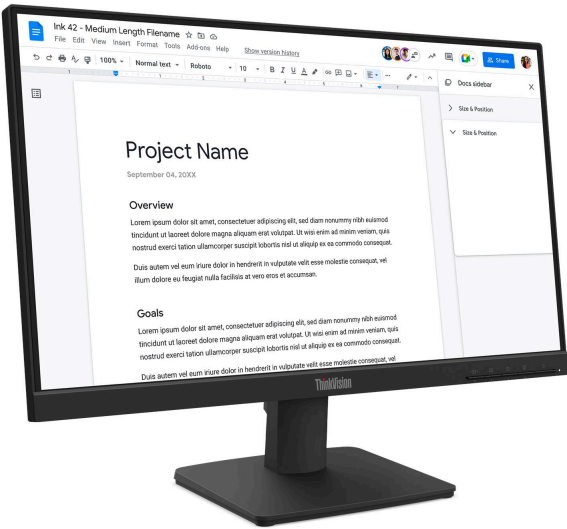 Ink 42 - Medium Length Filename
File Edit View Insert Format Tools Add-ons Help Show version history
Share
100% Normal text Roboto 10 B I U A
Docs sidebar X
Size & Position
Size & Position
Project Name
September 04, 20XX
Overview
Lorem ipsum dolor sit amet, consectetuer adipiscing elit, sed diam nonummy nibh euismod
tincidunt ut laoreet dolore magna aliquam erat volutpat. Ut wisi enim ad minim veniam, quis
nostrud exerci tation ullamcorper suscipit lobortis nisl ut aliquip ex ea commodo consequat.
Duis autem vel eum iriure dolor in hendrerit in vulputate velit esse molestie consequat, vel
illum dolore eu feugiat nulla facilisis at vero eros et accumsan.
Goals
Lorem ipsum dolor sit amet, consectetuer adipiscing elit, sed diam nonummy nibh euismod
tincidunt ut laoreet dolore magna aliquam erat volutpat. Ut wisi enim ad minim veniam, quis
nostrud exerci tation ullamcorper suscipit lobortis nisl ut aliquip ex ea commodo consequat.
Duis autem vel eum iriure dolor in hendrerit in vulputate velit esse molestie consequat, vel
ThinkVision